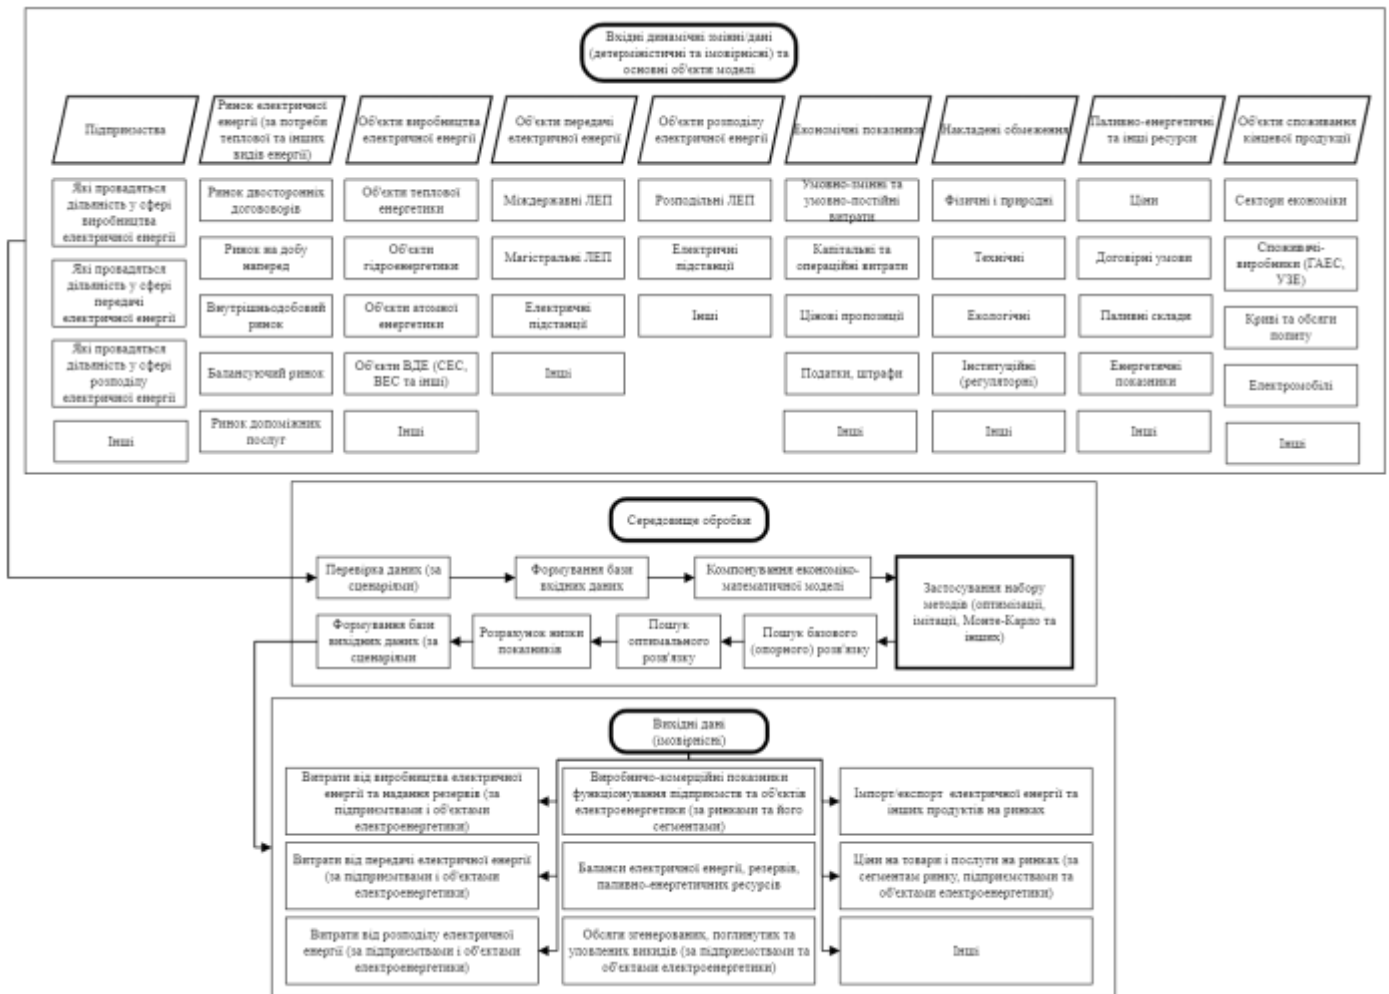 Вхідні динамічні змінні/дані
(детерміністичні та імовірнісні) та
основні об'єкти моделі
Підприємства
Ринок електричної
енергії (за потреби
теплової та інших
видів енергії)
Об'єкти виробництва
електричної енергії
Об'єкти передачі
електричної енергії
Об'єкти розподілу
електричної енергії
Економічні показники
Накладені обмеження
Паливно-енергетичні
та інші ресурси
Об'єкти споживання
кінцевої продукції
Які провадяться
діяльність у сфері
виробництва
електричної енергії
Які провадяться
діяльність у сфері
передачі
електричної енергії
Які провадяться
діяльність у сфері
розподілу
електричної енергії
Інші
Ринок двосторонніх
догововорів
Ринок на добу
наперед
Внутрішньодобовий
ринок
Балансуючий ринок
Ринок допоміжних
послуг
Об'єкти теплової
енергетики
Об'єкти
гідроенергетики
Об'єкти атомної
енергетики
Об'єкти ВДЕ (СЕС,
ВЕС та інші)
Інші
Міждержавні ЛЕП
Магістральні ЛЕП
Електричні
підстанції
Інші
Розподільні ЛЕП
Електричні
підстанції
Інші
Умовно-змінні та
умовно-постійні
витрати
Капітальні та
операційні витрати
Цінові пропозиції
Податки, штрафи
Інші
Фізичні і природні
Технічні
Екологічні
Інституційні
(регуляторні)
Інші
Ціни
Договірні умови
Паливні склади
Енергетичні
показники
Інші
Сектори економіки
Споживачі-
виробники (ГАЕС,
УЗЕ)
Криві та обсяги
попиту
Електромобілі
Інші
Середовище обробки
Перевірка даних (за
сценаріями)
Формування бази
вхідних даних
Компонування економіко-
математичної моделі
Застосування набору
методів (оптимізації,
імітації, Монте-Карло та
інших)
Пошук базового
(опорного) розв'язку
Пошук
оптимального
розв'язку
Розрахунок низки
показників
Формування бази
вихідних даних (за
сценаріями
Вихідні дані
(імовірнісні)
Витрати від виробництва електричної
енергії та надання резервів (за
підприємтвами і об'єктами
електроенергетики)
Виробничо-комерційні показники
функціонування підприємств та об'єктів
електроенергетики (за ринками та його
сегментами)
Імпорт/експорт електричної енергії та
інших продуктів на ринках
Витрати від передачі електричної енергії
(за підприємтвами і об'єктами
електроенергетики)
Баланси електричної енергії, резервів,
паливно-енергетичних ресурсів
Ціни на товари і послуги на ринках (за
сегментам ринку, підприємствами та
об'єктами електроенергетики)
Витрати від розподілу електричної
енергії (за підприємтвами і об'єктами
електроенергетики)
Обсяги згенерованих, поглинутих та
уловлених викидів (за підприємствами та
об'єктами електроенергетики)
Інші